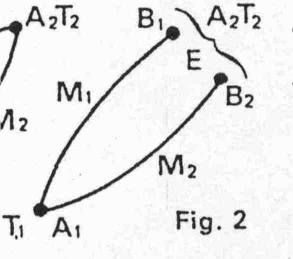 A₂T₂
B₁
A₂T₂
E
M₁
B₂
M₂
M₂
T₁ A₁
Fig. 2